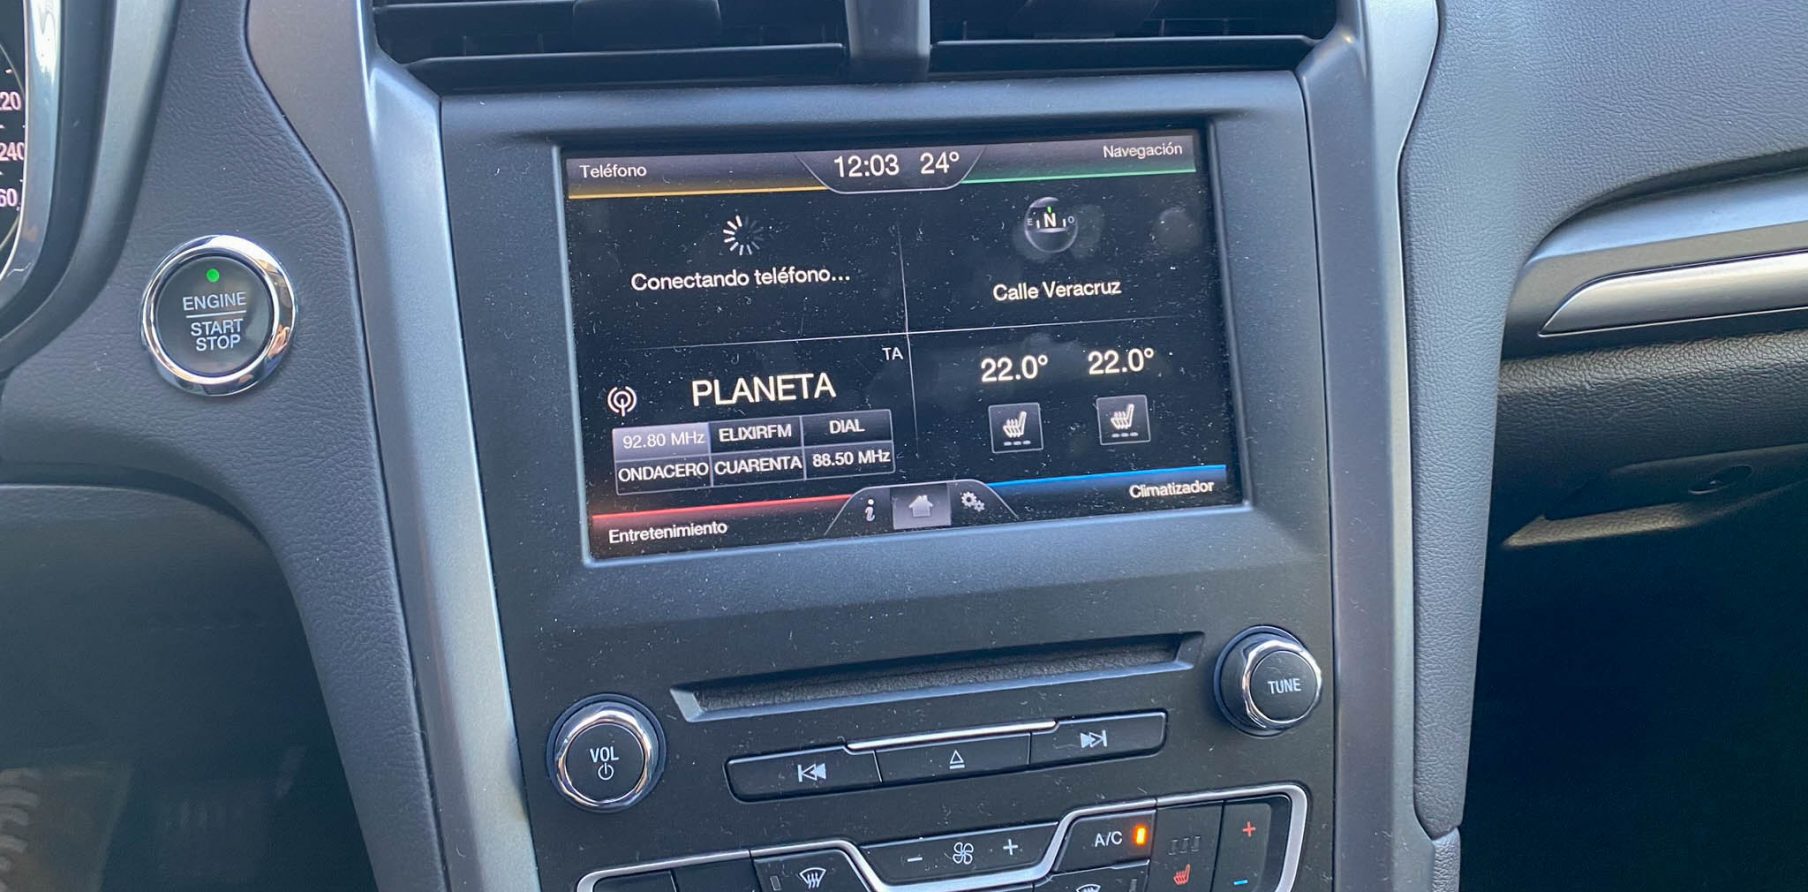 20
240
60
ENGINE
START
STOP
Teléfono
12:03 24°
Navegación
Conectando teléfono...
E N O
Calle Veracruz
TA
PLANETA
92.80 MHz ELIXIRFM DIAL
ONDACERO CUARENTA 88.50 MHz
22.0° 22.0°
Entretenimiento
i
Climatizador
VOL
TUNE
- +
A/C
+
-